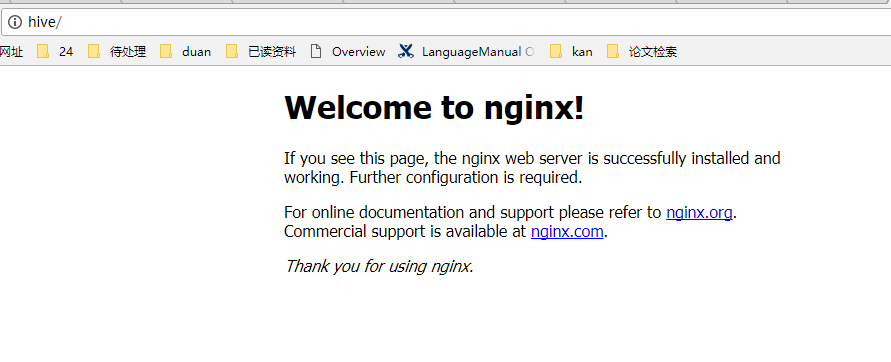 hive/
网址 24 待处理 duan 已读资料 Overview LanguageManual kan 论文检索
Welcome to nginx!
If you see this page, the nginx web server is successfully installed and
working. Further configuration is required.
For online documentation and support please refer to nginx.org.
Commercial support is available at nginx.com.
Thank you for using nginx.